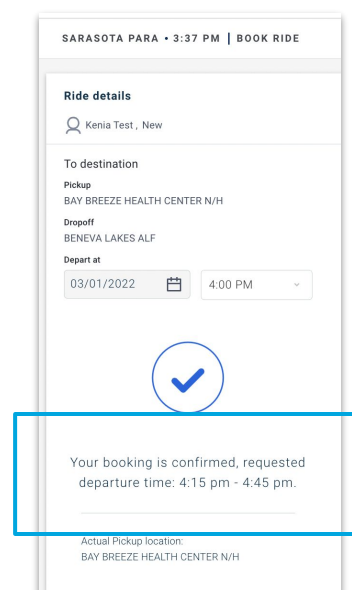 SARASOTA PARA • 3:37 PM | BOOK RIDE
Ride details
Kenia Test , New
To destination
Pickup
BAY BREEZE HEALTH CENTER N/H
Dropoff
BENEVA LAKES ALF
Depart at
03/01/2022 4:00 PM
Your booking is confirmed, requested
departure time: 4:15 pm - 4:45 pm.
Actual Pickup location:
BAY BREEZE HEALTH CENTER N/H